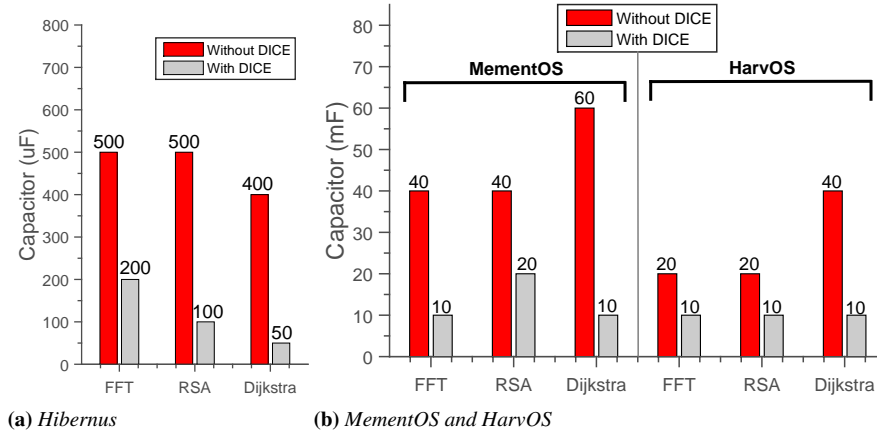 Capacitor (uF)
800
700
600
500
400
300
200
100
0
Without DICE
With DICE
500
200
500
100
400
50
FFT
RSA
Dijkstra
(a) Hibernus
Capacitor (mF)
80
70
60
50
40
30
20
10
0
Without DICE
With DICE
MementOS
HarvOS
40
10
40
20
60
10
20
10
20
10
40
10
FFT
RSA
Dijkstra
FFT
RSA
Dijkstra
(b) MementOS and HarvOS